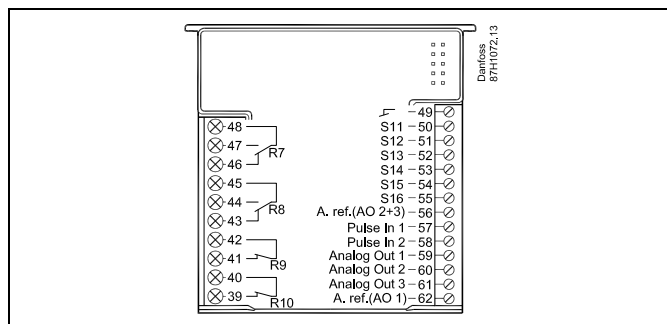 Danfoss
87H1072.13
48
47
R7
46
45
44
R8
43
42
41
R9
40
39
R10
49
S11 50
S12 51
S13 52
S14 53
S15 54
S16 55
A. ref.(AO 2+3) 56
Pulse In 1 57
Pulse In 2 58
Analog Out 1 59
Analog Out 2 60
Analog Out 3 61
A. ref.(AO 1) 62